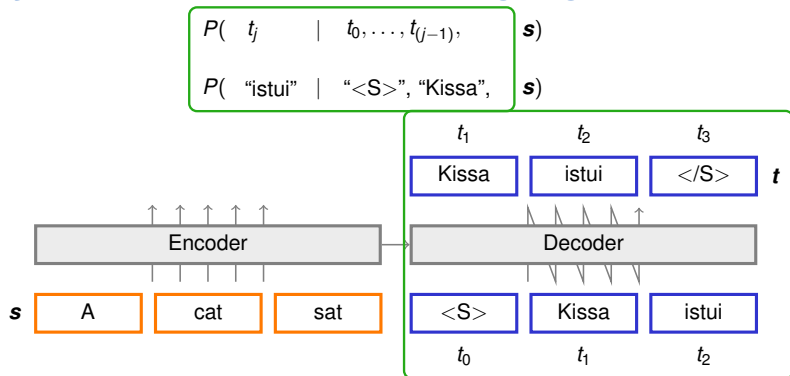 P( t_j | t_0, . . . , t_(j−1), s)
P( “istui” | “<S>”, “Kissa”, s)
t_1 t_2 t_3
Kissa istui </S> t
Encoder Decoder
s A cat sat <S> Kissa istui
t_0 t_1 t_2